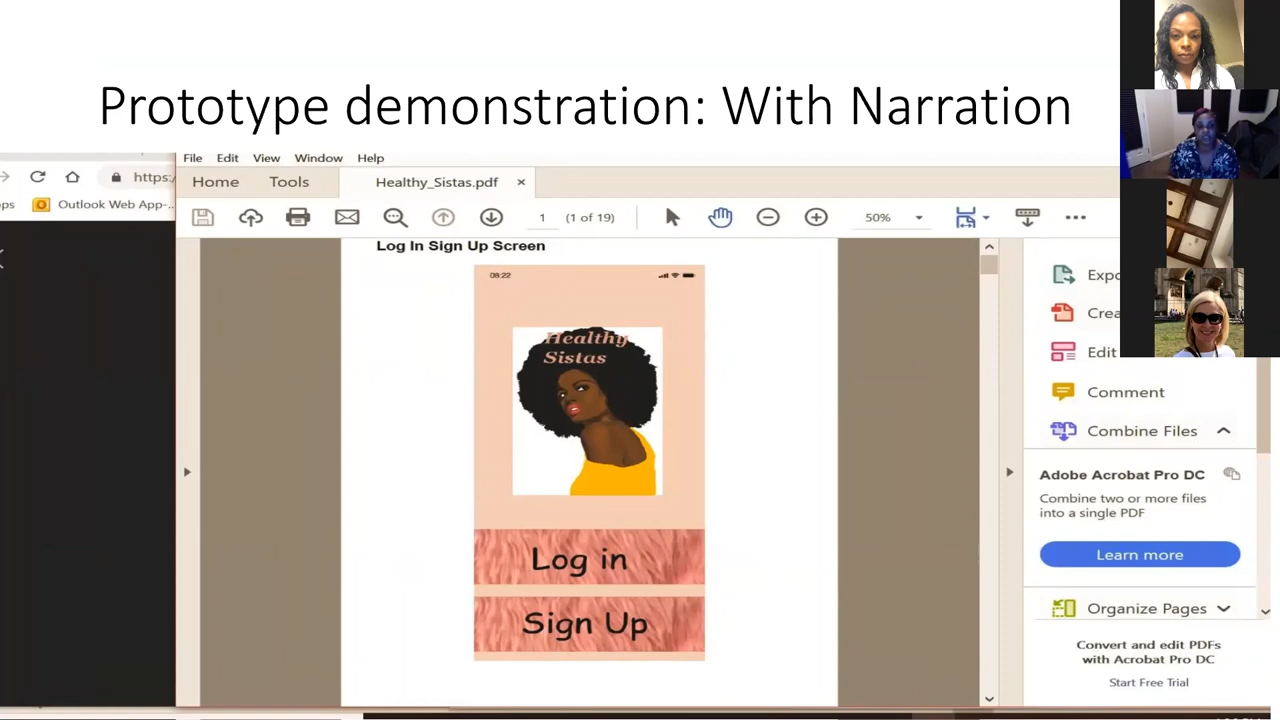 Prototype demonstration: With Narration
File Edit View Window Help
https:/
Home Tools Healthy_Sistas.pdf ×
ps Outlook Web App-...
1 (1 of 19) 50%
Log In Sign Up Screen
08:22
Healthy
Sistas
Log in
Sign Up
Expo
Crea
Edit
Comment
Combine Files
Adobe Acrobat Pro DC
Combine two or more files
into a single PDF
Learn more
Organize Pages
Convert and edit PDFs
with Acrobat Pro DC
Start Free Trial